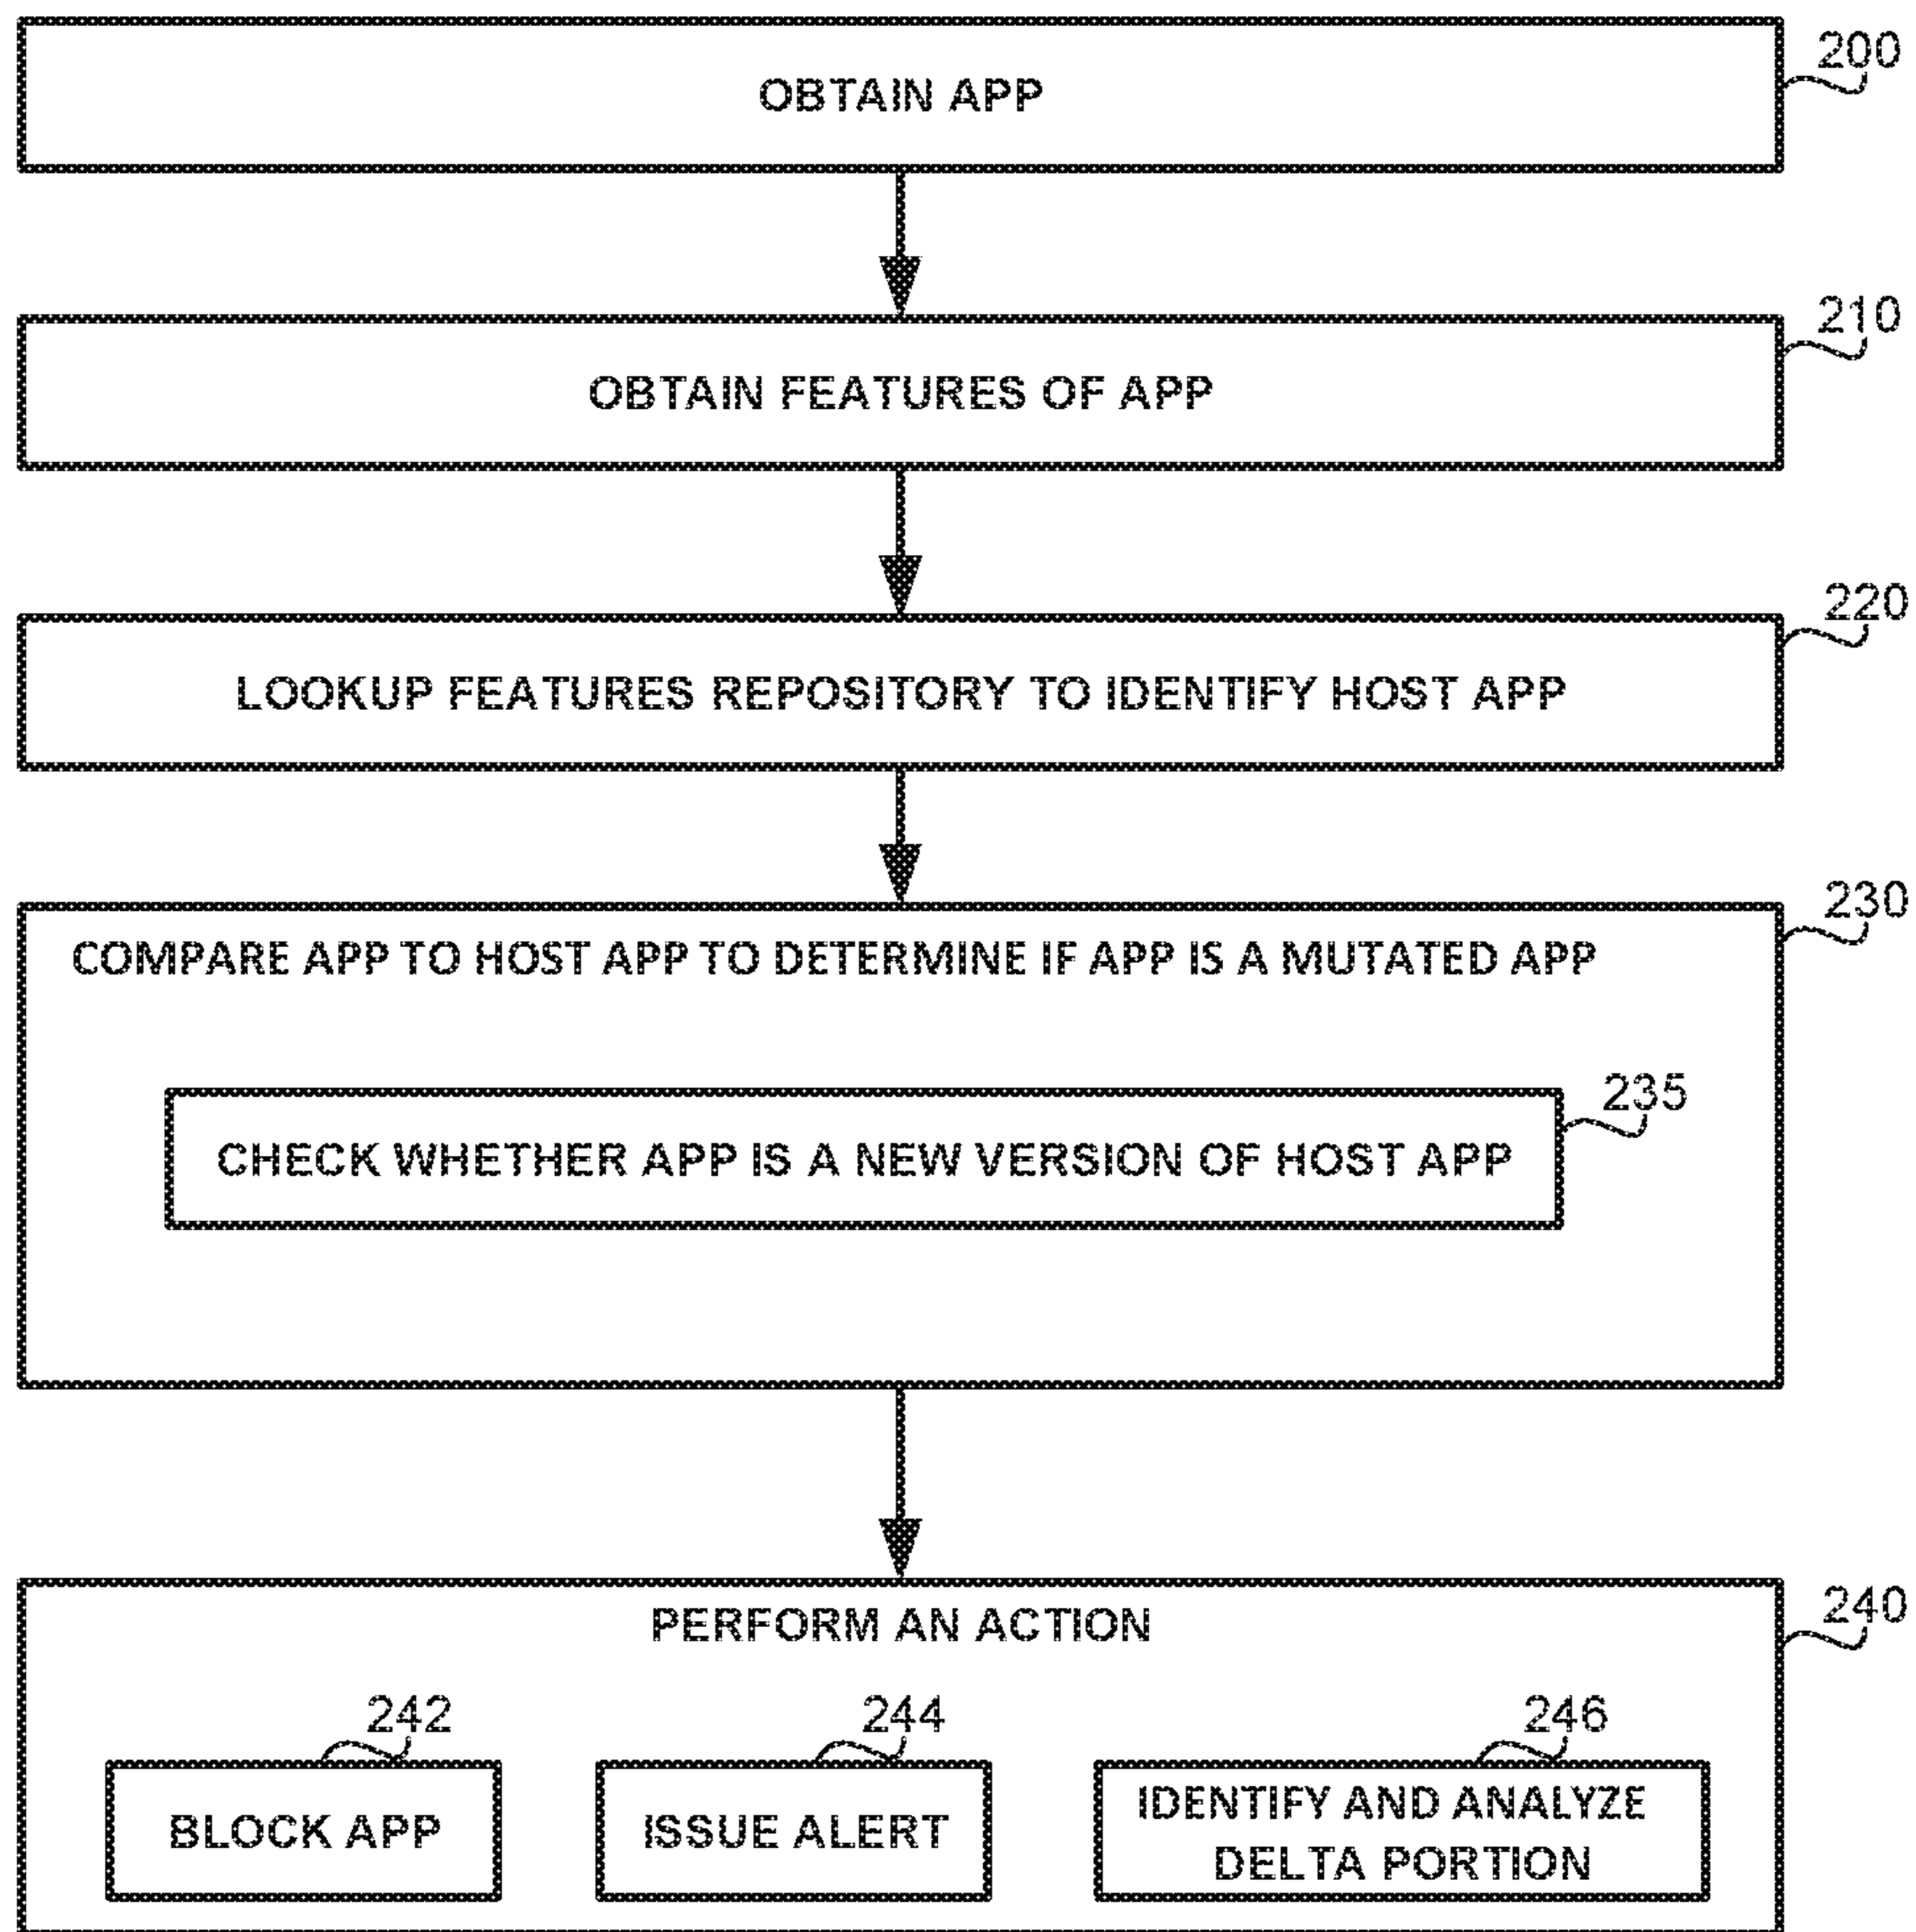 OBTAIN APP
200
OBTAIN FEATURES OF APP
210
LOOKUP FEATURES REPOSITORY TO IDENTIFY HOST APP
220
COMPARE APP TO HOST APP TO DETERMINE IF APP IS A MUTATED APP
230
CHECK WHETHER APP IS A NEW VERSION OF HOST APP
235
PERFORM AN ACTION
240
242
BLOCK APP
244
ISSUE ALERT
246
IDENTIFY AND ANALYZE
DELTA PORTION